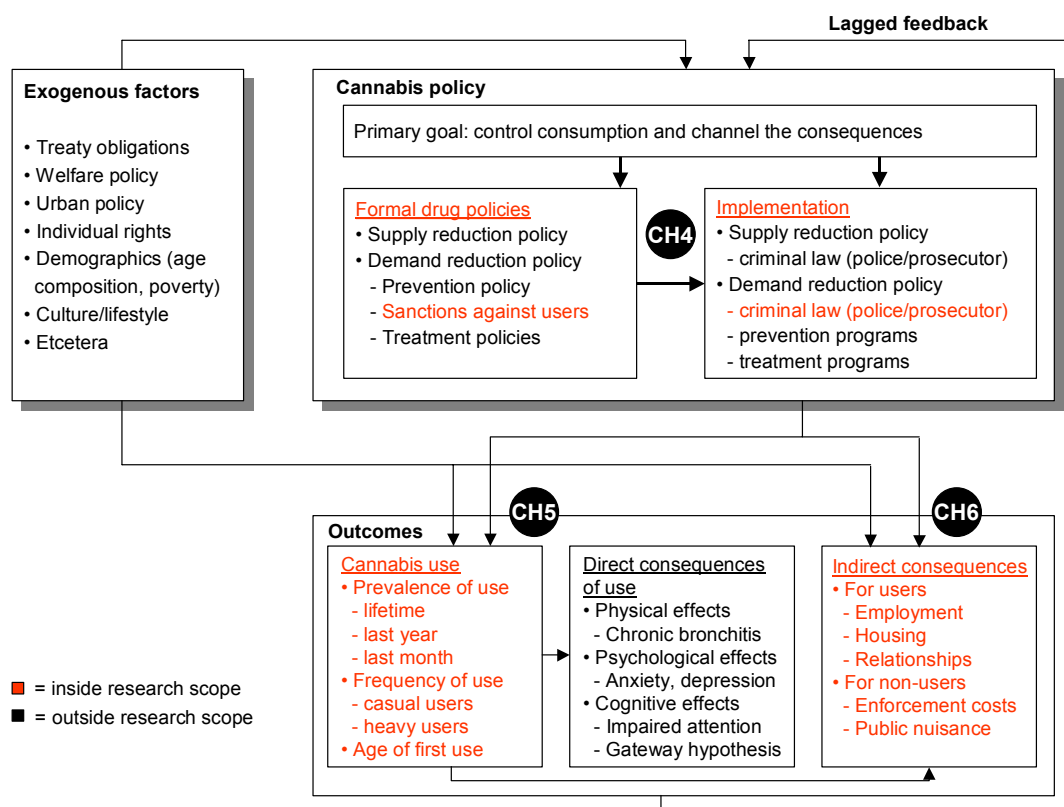 Lagged feedback
Exogenous factors
• Treaty obligations
• Welfare policy
• Urban policy
• Individual rights
• Demographics (age
composition, poverty)
• Culture/lifestyle
• Etcetera
Cannabis policy
Primary goal: control consumption and channel the consequences
Formal drug policies
• Supply reduction policy
• Demand reduction policy
- Prevention policy
- Sanctions against users
- Treatment policies
CH4
Implementation
• Supply reduction policy
- criminal law (police/prosecutor)
• Demand reduction policy
- criminal law (police/prosecutor)
- prevention programs
- treatment programs
CH5
CH6
Outcomes
Cannabis use
• Prevalence of use
- lifetime
- last year
- last month
• Frequency of use
- casual users
- heavy users
• Age of first use
Direct consequences
of use
• Physical effects
- Chronic bronchitis
• Psychological effects
- Anxiety, depression
• Cognitive effects
- Impaired attention
- Gateway hypothesis
Indirect consequences
• For users
- Employment
- Housing
- Relationships
• For non-users
- Enforcement costs
- Public nuisance
= inside research scope
= outside research scope